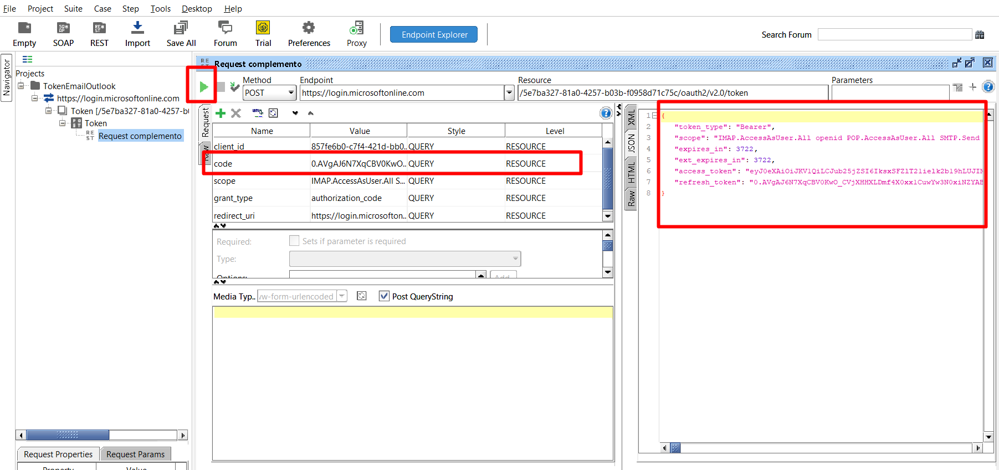 File Project Suite Case Step Tools Desktop Help
Empty SOAP REST Import Save All Forum Trial Preferences Proxy Endpoint Explorer Search Forum
Navigator
Projects
TokenEmailOutlook
https://login.microsoftonline.com
Token [/5e7ba327-81a0-4257-b
Token
Request complemento
Request complemento
Method Endpoint Resource Parameters
POST https://login.microsoftonline.com /5e7ba327-81a0-4257-b03b-f0958d71c75c/oauth2/v2.0/token
Request
Raw
Name Value Style Level
client_id 857fe6b0-c7f4-421d-bb0.. QUERY RESOURCE
code 0.AVgAJ6N7XqCBV0KwO.. QUERY RESOURCE
scope IMAP.AccessAsUser.All S... QUERY RESOURCE
grant_type authorization_code QUERY RESOURCE
redirect_uri https://login.microsofton.. QUERY RESOURCE
Required: Sets if parameter is required
Type:
Options: Add
Media Typ.. w-form-urlencoded Post QueryString
XML
JSON
HTML
Raw
1 {
2 "token_type": "Bearer",
3 "scope": "IMAP.AccessAsUser.All openid POP.AccessAsUser.All SMTP.Send
4 "expires_in": 3722,
5 "ext_expires_in": 3722,
6 "access_token":
7 "refresh_token":
8 }
Request Properties Request Params
Property Value